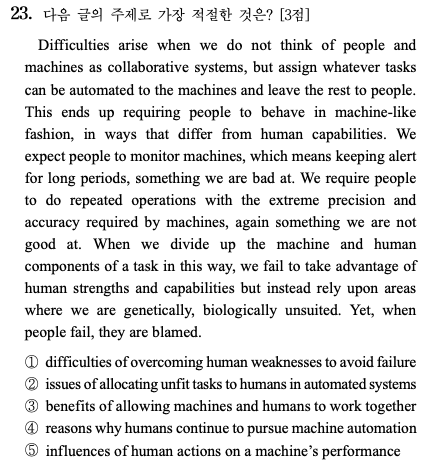 23. 다음 글의 주제로 가장 적절한 것은? [3점]
Difficulties arise when we do not think of people and
machines as collaborative systems, but assign whatever tasks
can be automated to the machines and leave the rest to people.
This ends up requiring people to behave in machine-like
fashion, in ways that differ from human capabilities. We
expect people to monitor machines, which means keeping alert
for long periods, something we are bad at. We require people
to do repeated operations with the extreme precision and
accuracy required by machines, again something we are not
good at. When we divide up the machine and human
components of a task in this way, we fail to take advantage of
human strengths and capabilities but instead rely upon areas
where we are genetically, biologically unsuited. Yet, when
people fail, they are blamed.
① difficulties of overcoming human weaknesses to avoid failure
② issues of allocating unfit tasks to humans in automated systems
③ benefits of allowing machines and humans to work together
④ reasons why humans continue to pursue machine automation
⑤ influences of human actions on a machine's performance